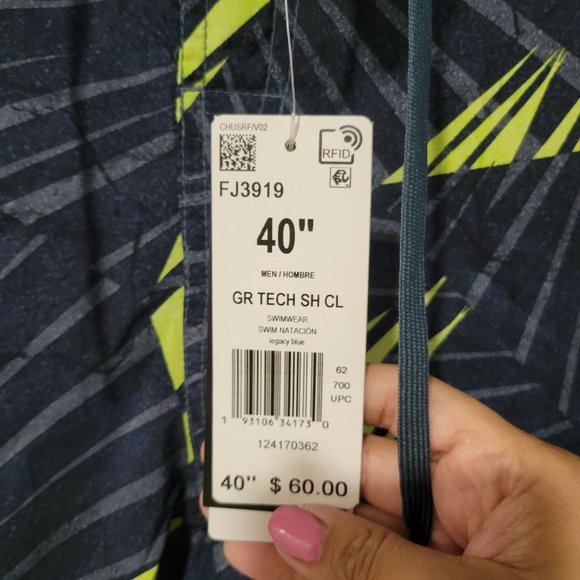 CHUSRF/V02
RFID
FJ3919
40"
MEN / HOMBRE
GR TECH SH CL
SWIMWEAR
SWIM NATACIÓN
legacy blue
62
700
UPC
1 93106 34173 0
124170362
40" $ 60.00